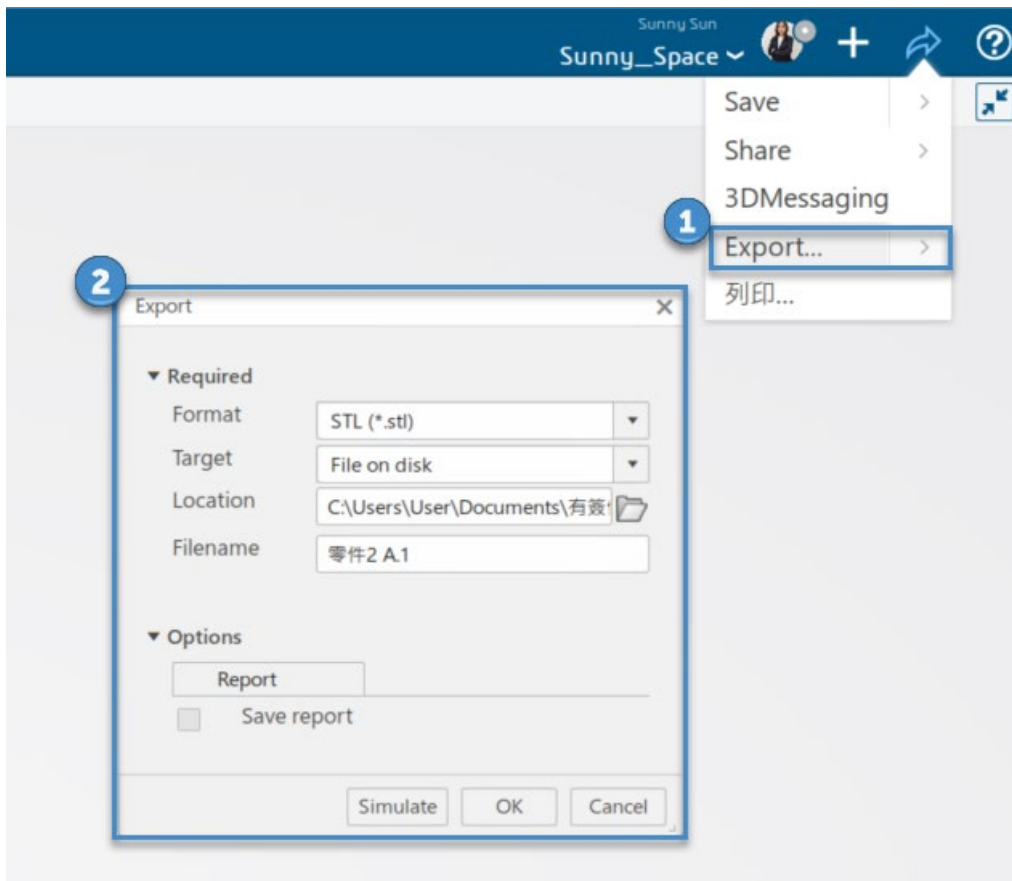 Sunny Sun
Sunny_Space
Save
Share
3DMessaging
1
Export...
列印...
2
Export
Required
Format
STL (*.stl)
Target
File on disk
Location
C:\Users\User\Documents\有簽
Filename
零件2 A.1
Options
Report
Save report
Simulate OK Cancel